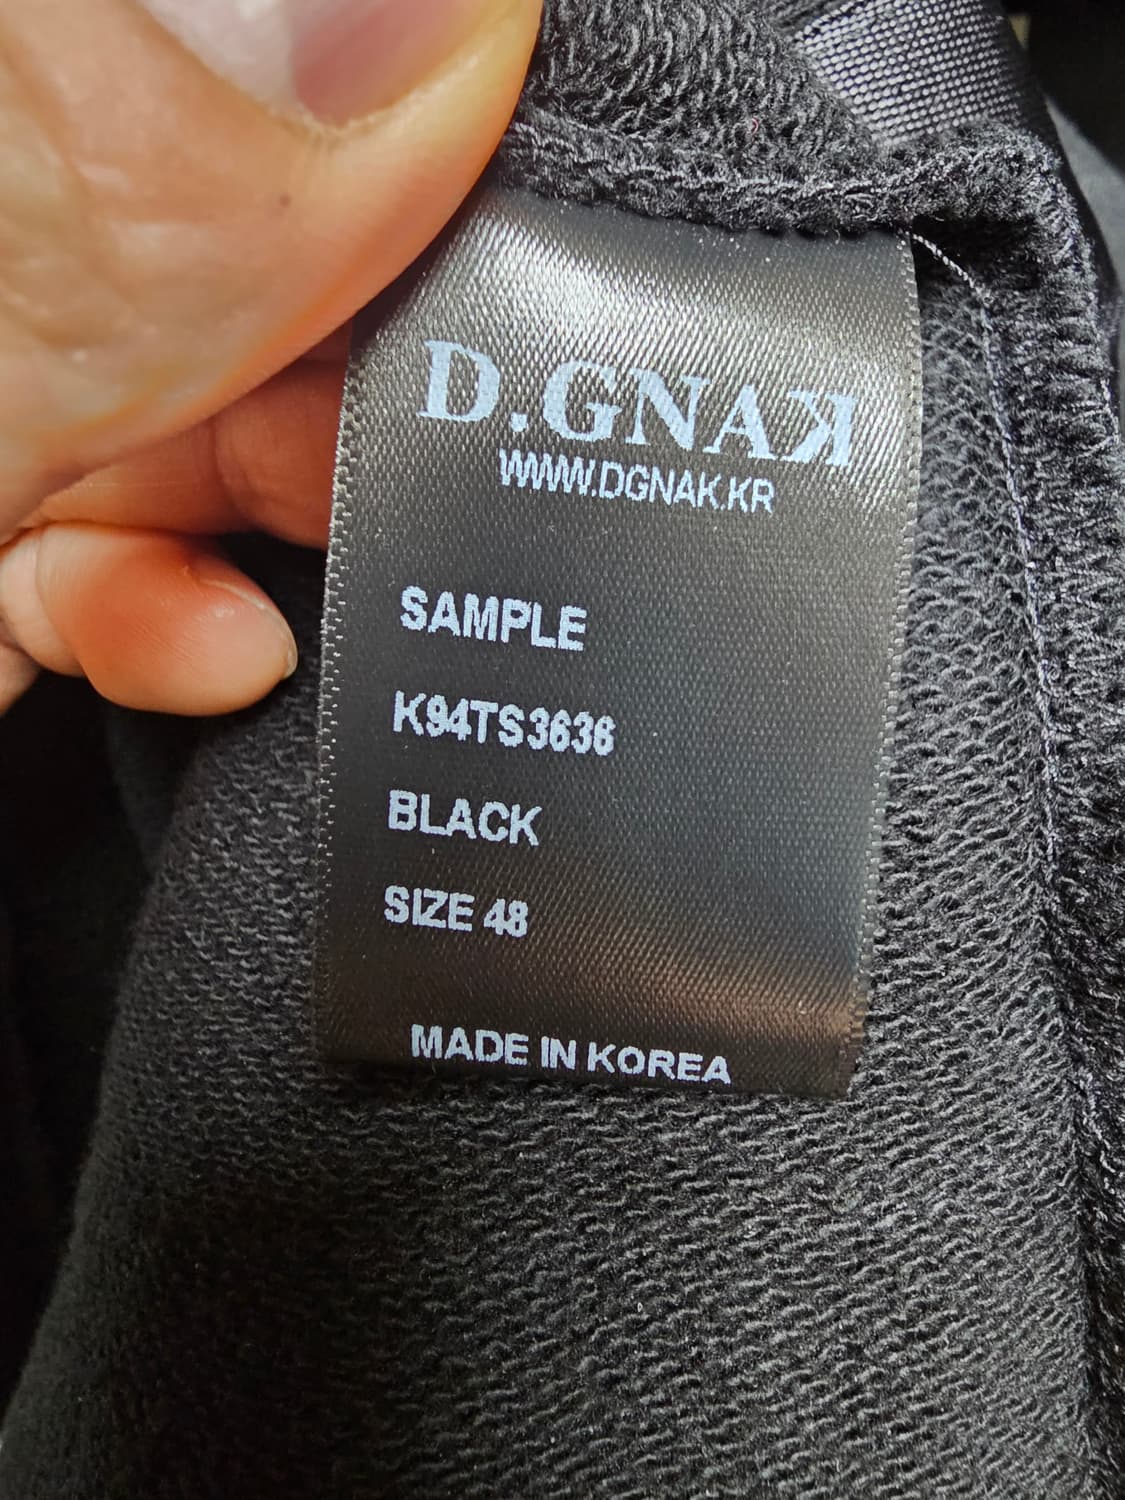 D.GNAK
WWW.DGNAK.KR
SAMPLE
K94TS3636
BLACK
SIZE 48
MADE IN KOREA